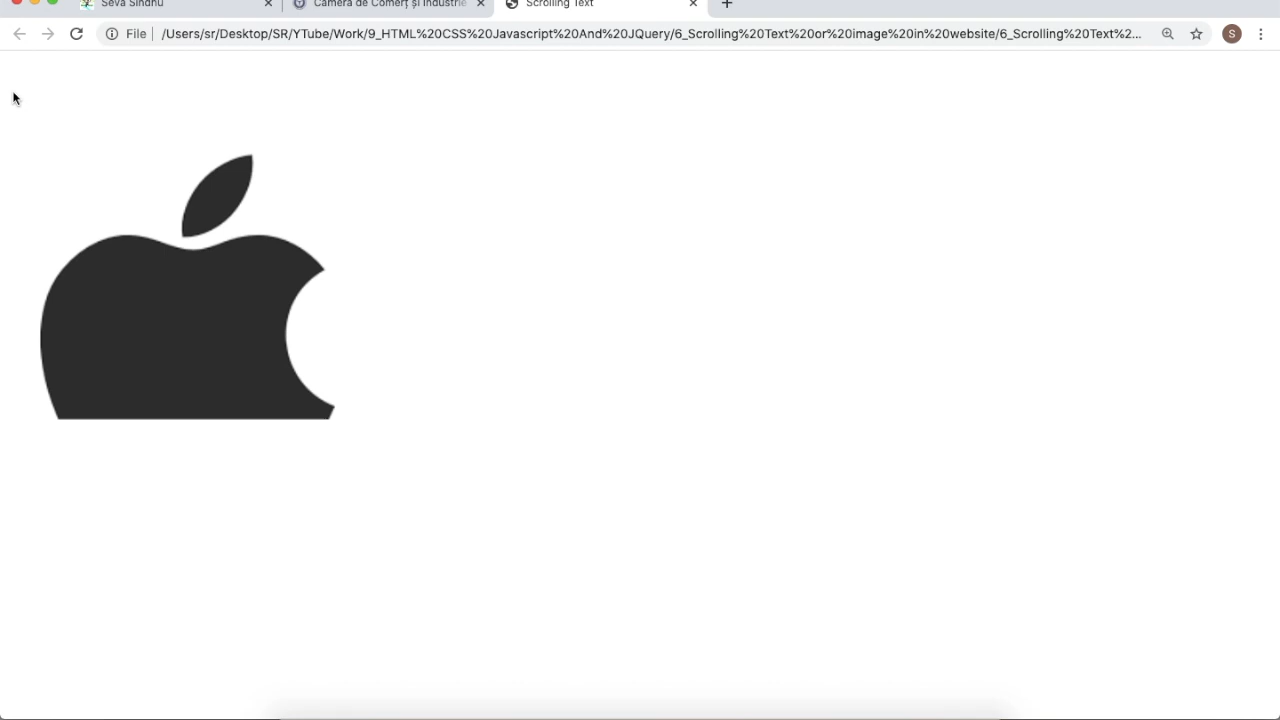 Seva Sindhu
Camera de Comerț și Industrie
Scrolling Text
File
/Users/sr/Desktop/SR/YTube/Work/9_HTML%20CSS%20Javascript%20And%20JQuery/6_Scrolling%20Text%20or%20image%20in%20website/6_Scrolling%20Text%2...
S